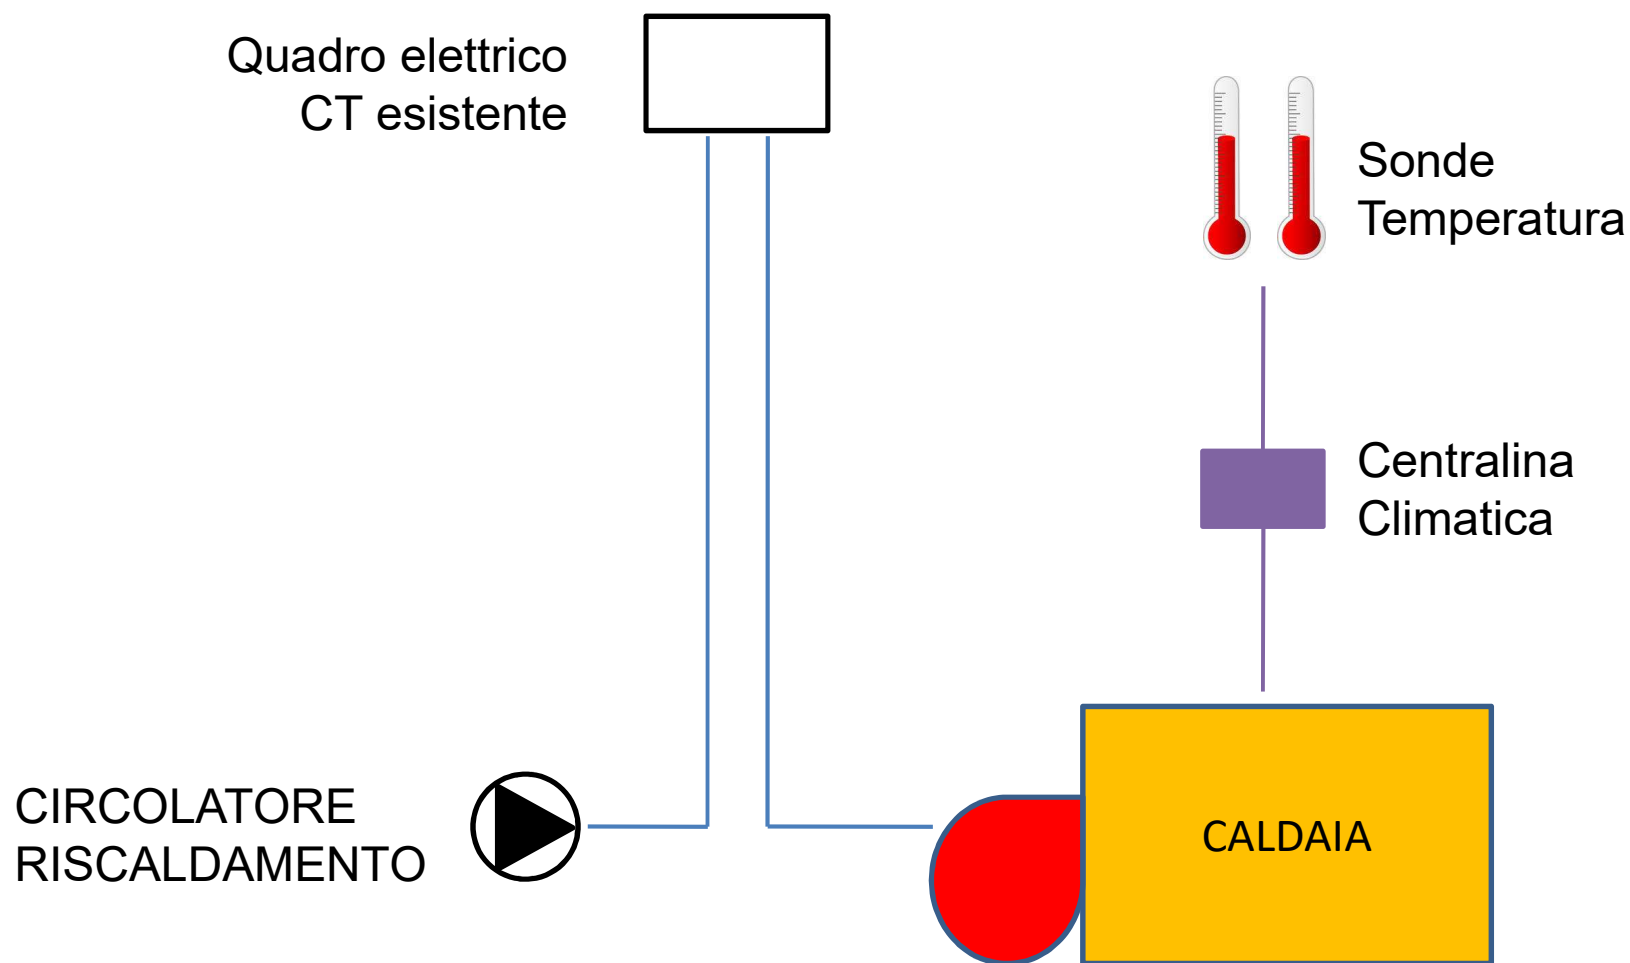 Quadro elettrico
CT esistente
Sonde
Temperatura
Centralina
Climatica
CIRCOLATORE
RISCALDAMENTO
CALDAIA